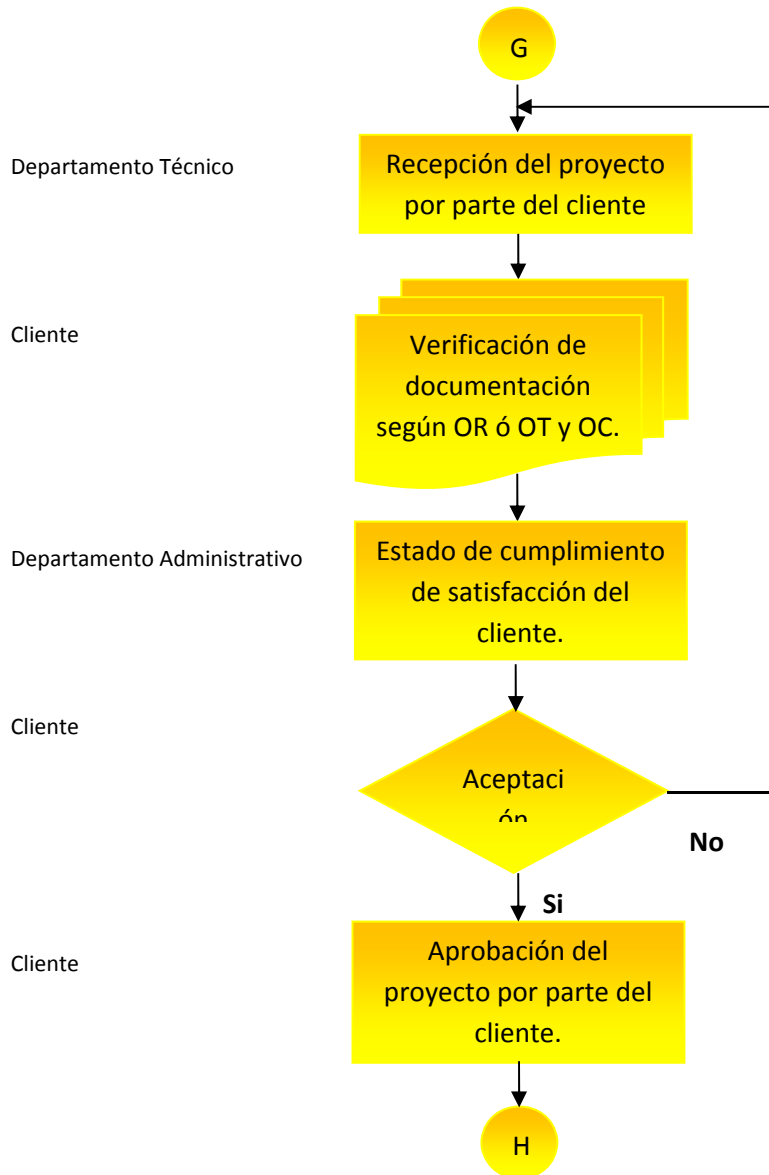 G
Departamento Técnico
Recepción del proyecto
por parte del cliente
Cliente
Verificación de
documentación
según OR ó OT y OC.
Departamento Administrativo
Estado de cumplimiento
de satisfacción del
cliente.
Cliente
Aceptaci
ón
No
Si
Cliente
Aprobación del
proyecto por parte del
cliente.
H